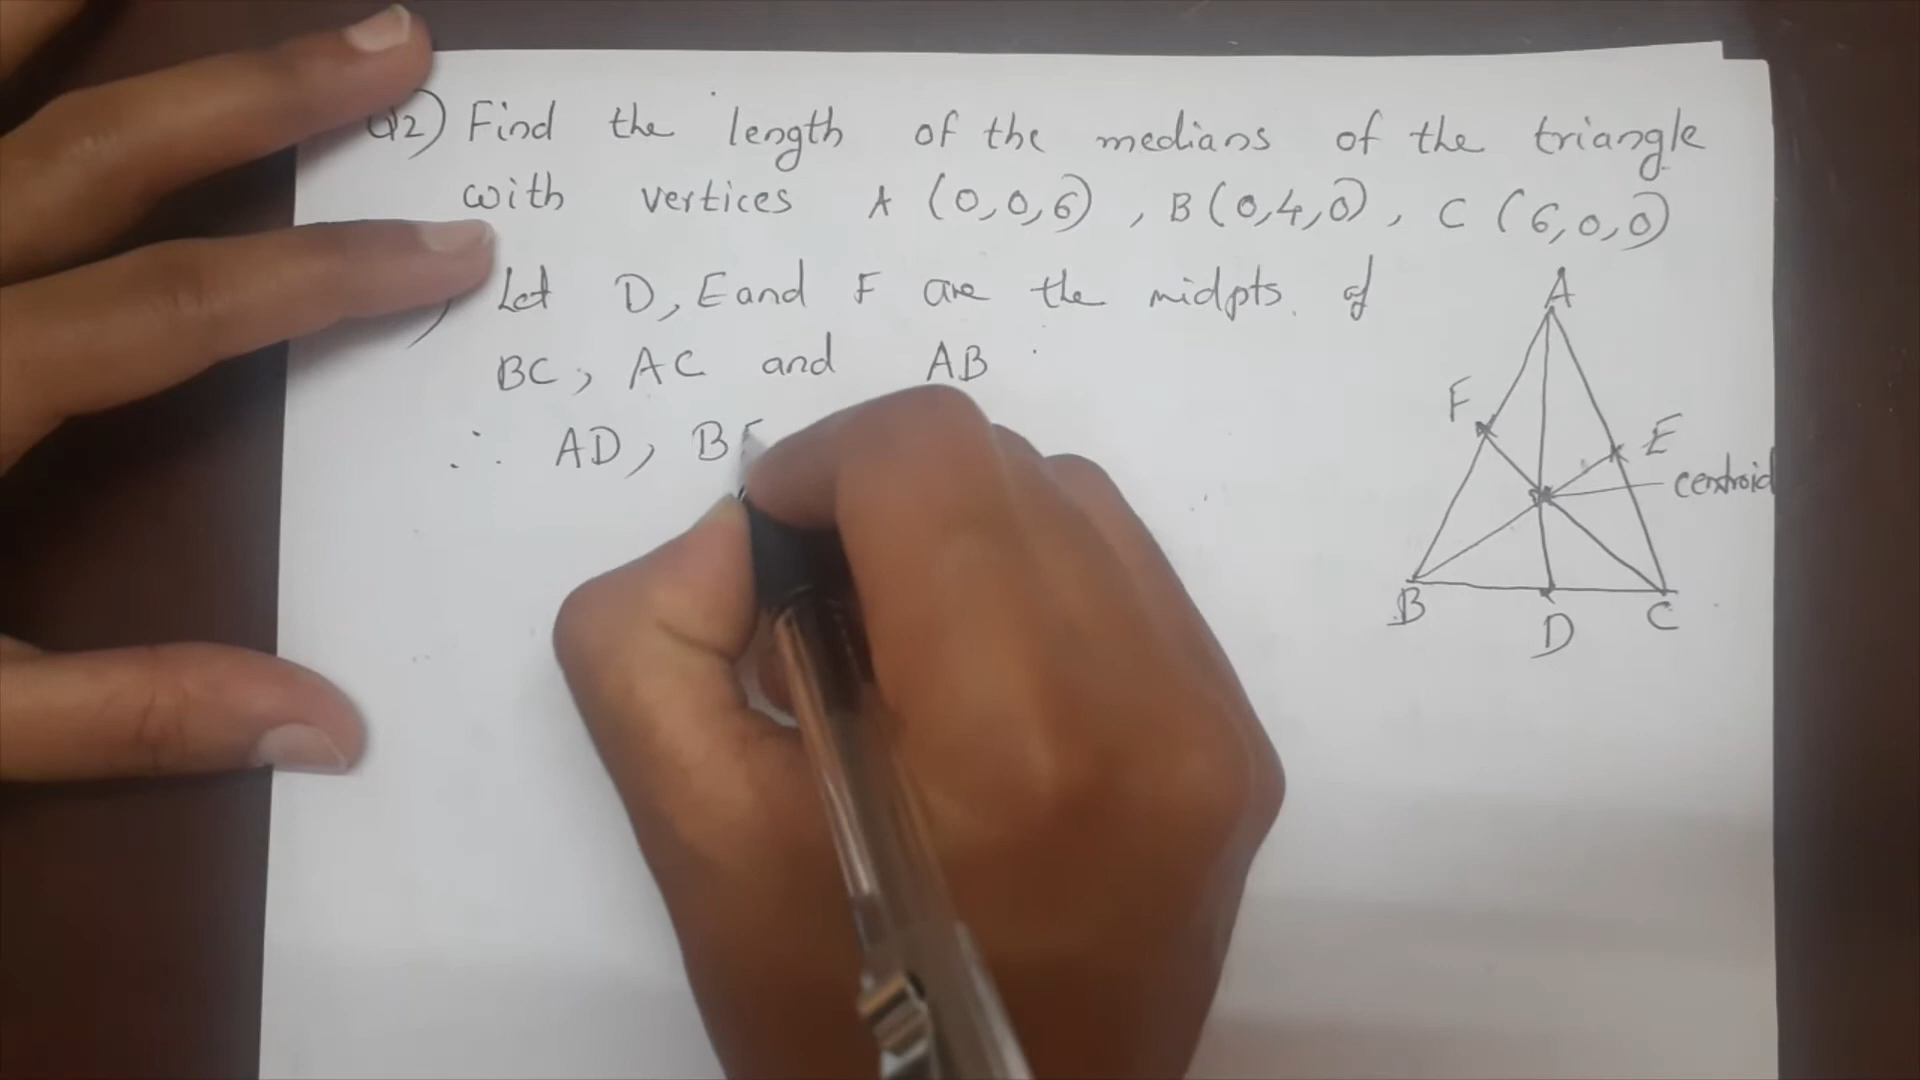 Q2) Find the length of the medians of the triangle
with vertices A (0,0,6) , B (0,4,0) , C (6,0,0)
Let D, E and F are the midpts. of
BC, AC and AB
∴ AD, B
A
F
E
centroid
B
D
C